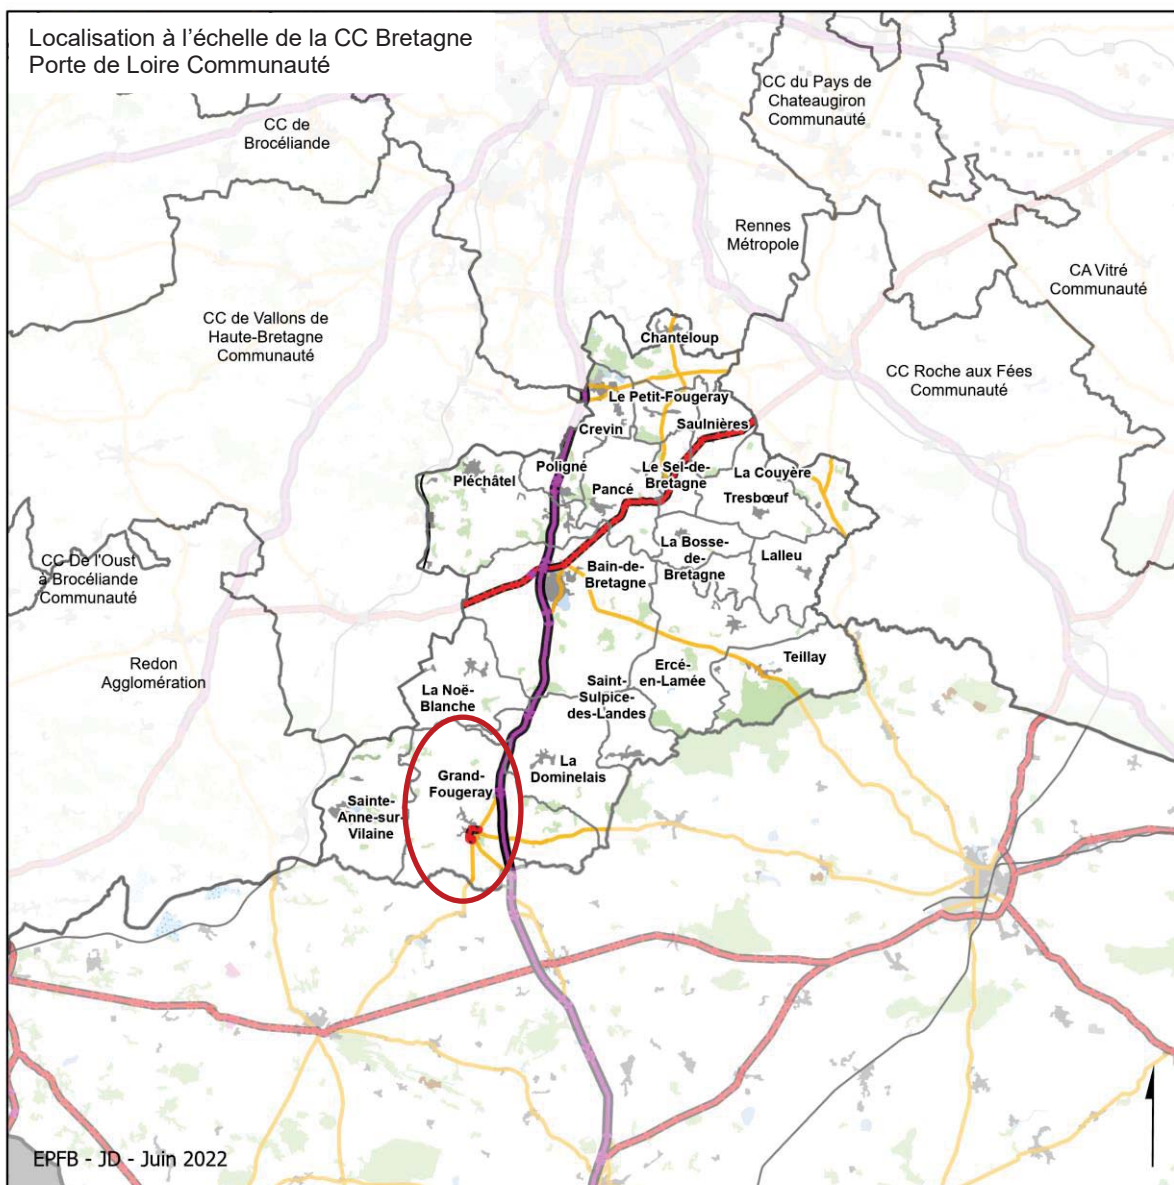 Localisation à l'échelle de la CC Bretagne
Porte de Loire Communauté
CC du Pays de
Chateaugiron
Communauté
CC de
Brocéliande
Rennes
Métropole
CA Vitré
Communauté
CC de Vallons de
Haute-Bretagne
Communauté
Chanteloup
CC Roche aux Fées
Communauté
Le Petit-Fougeray
Saulnières
Crevin
Poligné
Pléchâtel
Le Sel-de-
Bretagne
La Couyère
Pancé
Tresbœuf
La Bosse-
de-
Bretagne
Lalleu
CC De l'Oust
à Brocéliande
Communauté
Bain-de-
Bretagne
Redon
Agglomération
Teillay
Ercé-
en-Lamée
La Noë-
Blanche
Saint-
Sulpice-
des-Landes
La
Dominelais
Grand-
Fougeray
Sainte-
Anne-sur-
Vilaine
EPFB - JD - Juin 2022